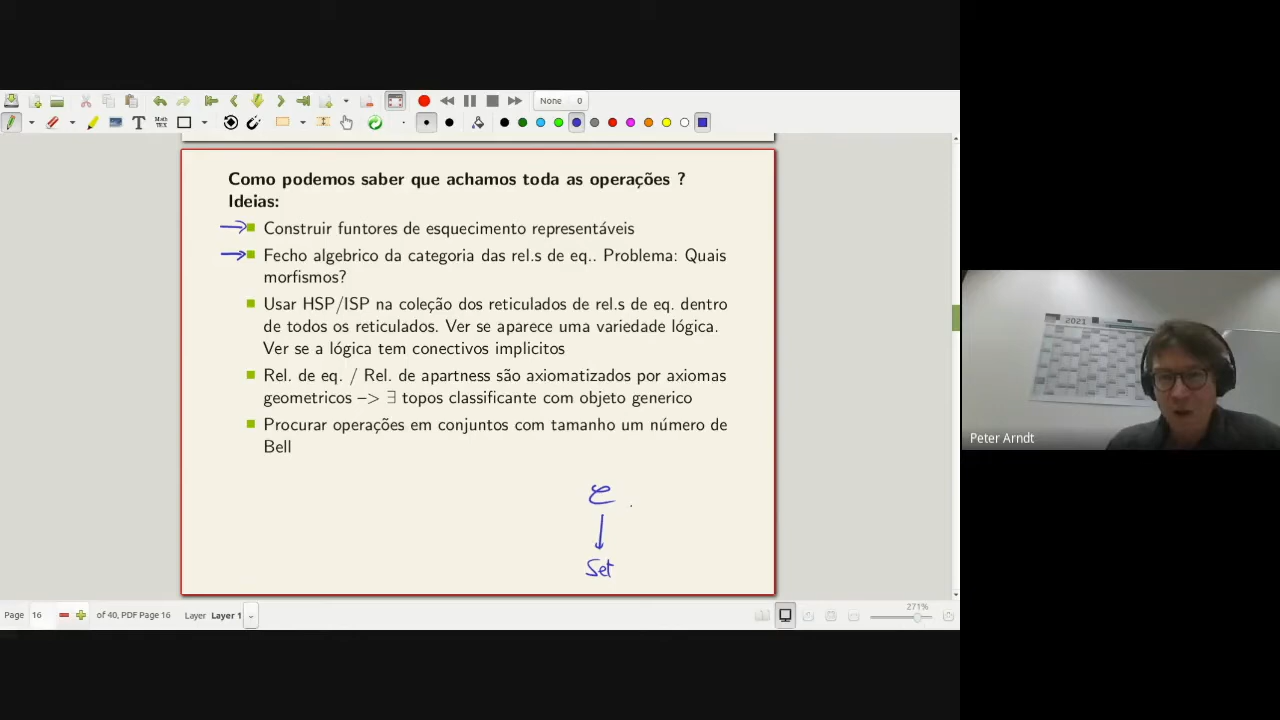 None 0
T
Math
TEX
Como podemos saber que achamos toda as operações ?
Ideias:
Construir funtores de esquecimento representáveis
Fecho algebrico da categoria das rel.s de eq.. Problema: Quais
morfismos?
Usar HSP/ISP na coleção dos reticulados de rel.s de eq. dentro
de todos os reticulados. Ver se aparece uma variedade lógica.
Ver se a lógica tem conectivos implicitos
Rel. de eq. / Rel. de apartness são axiomatizados por axiomas
geometricos –> ∃ topos classificante com objeto generico
Procurar operações em conjuntos com tamanho um número de
Bell
Set
2021
Peter Arndt
Page 16 of 40, PDF Page 16 Layer Layer 1 271%